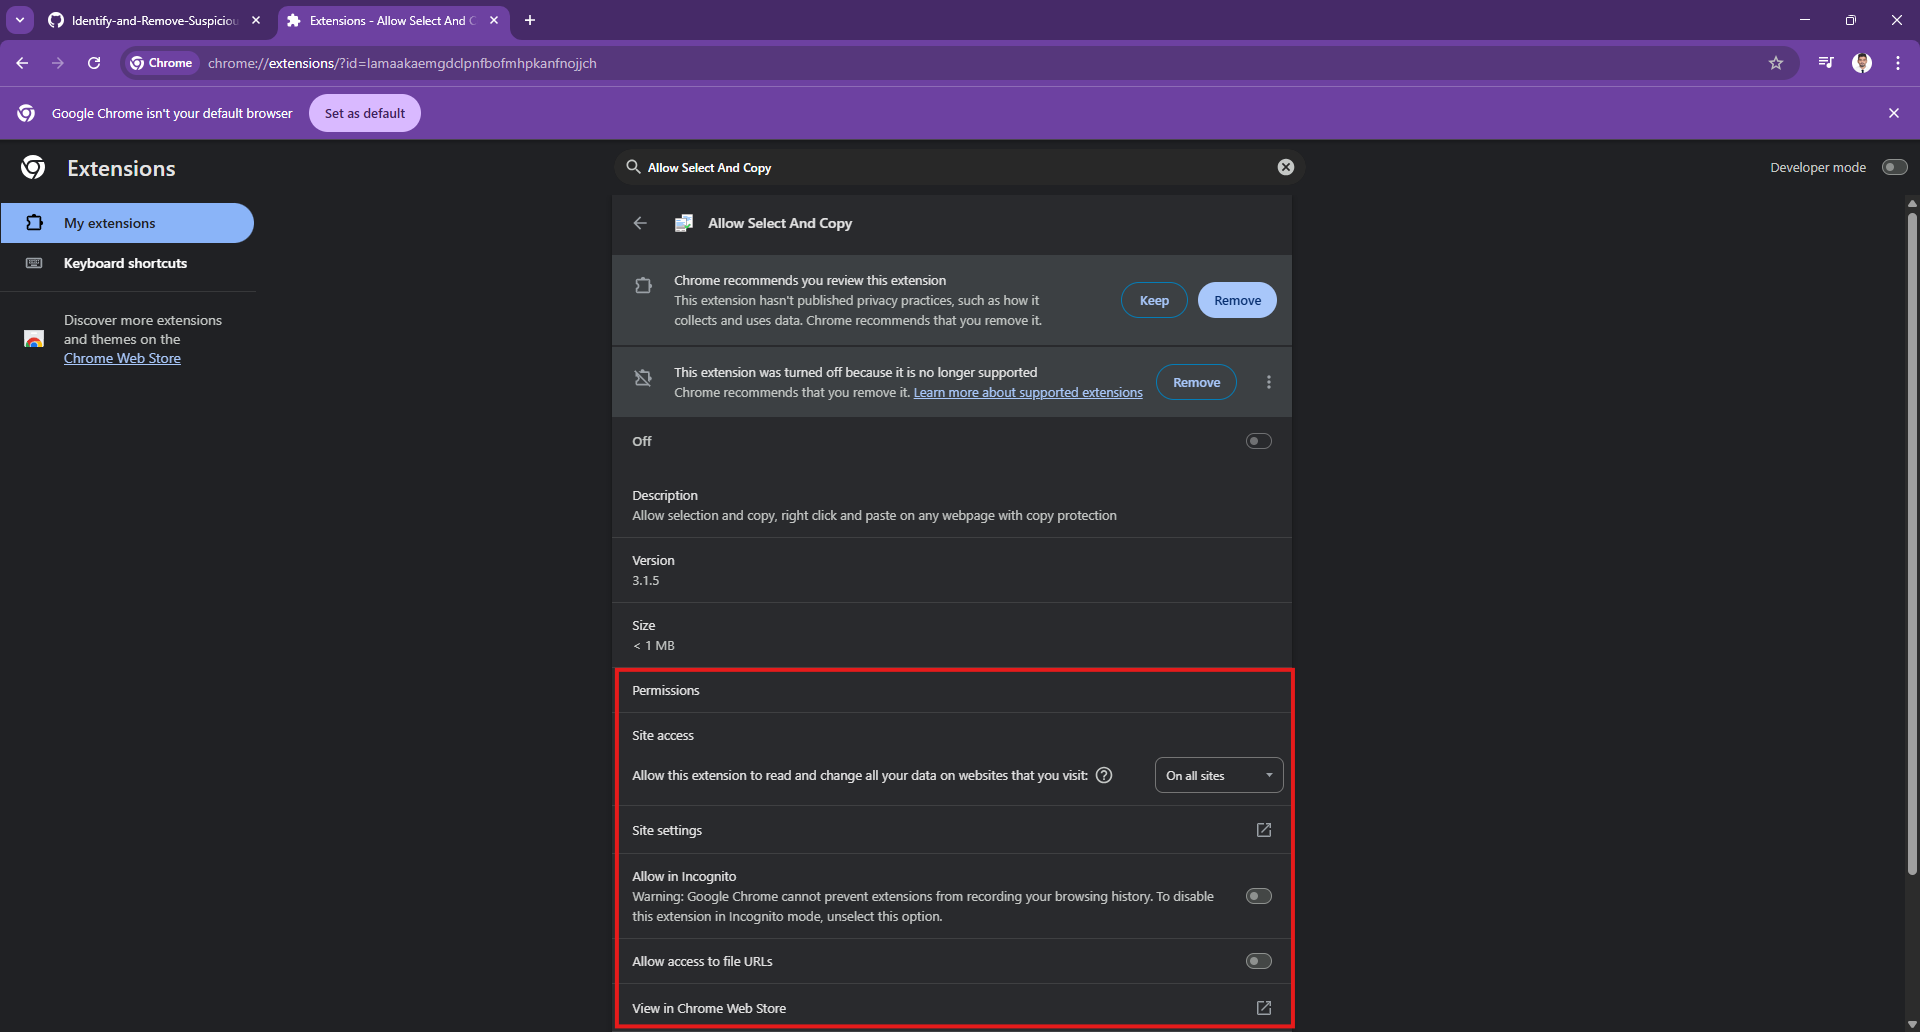 Identify-and-Remove-Suspiciou
Extensions - Allow Select And C
Chrome
chrome://extensions/?id=lamaakaemgdclpnfbofmhpkanfnojjch
Google Chrome isn't your default browser
Set as default
Extensions
Allow Select And Copy
Developer mode
My extensions
Keyboard shortcuts
Discover more extensions
and themes on the
Chrome Web Store
Allow Select And Copy
Chrome recommends you review this extension
This extension hasn't published privacy practices, such as how it
collects and uses data. Chrome recommends that you remove it.
Keep
Remove
This extension was turned off because it is no longer supported
Chrome recommends that you remove it. Learn more about supported extensions
Remove
Off
Description
Allow selection and copy, right click and paste on any webpage with copy protection
Version
3.1.5
Size
< 1 MB
Permissions
Site access
Allow this extension to read and change all your data on websites that you visit:
On all sites
Site settings
Allow in Incognito
Warning: Google Chrome cannot prevent extensions from recording your browsing history. To disable
this extension in Incognito mode, unselect this option.
Allow access to file URLs
View in Chrome Web Store